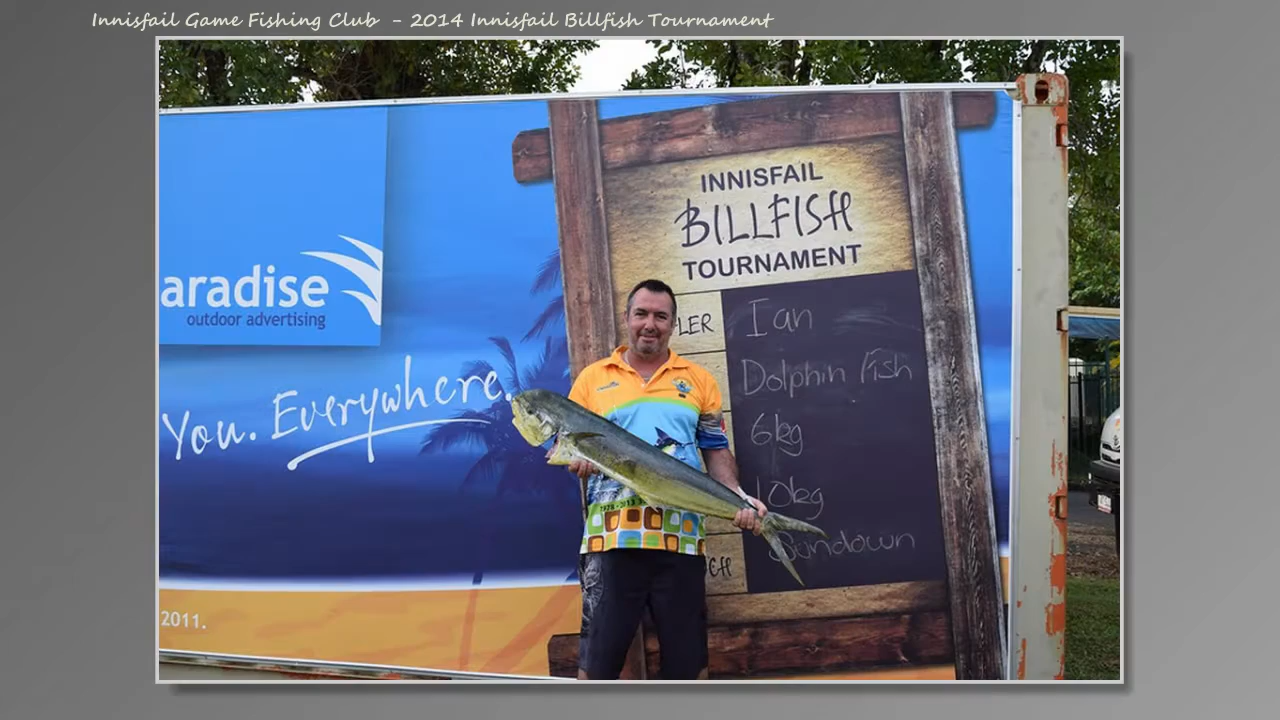 Innisfail Game Fishing Club - 2014 Innisfail Billfish Tournament
INNISFAIL
BILLFISH
TOURNAMENT
aradise
outdoor advertising
You. Everywhere.
2011.
LER
Ian
Dolphin Fish
6kg
10kg
Sundown